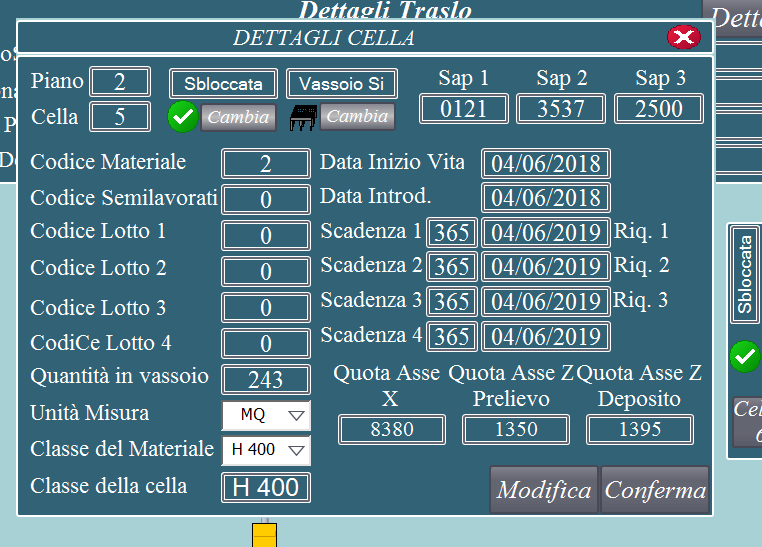 Dettagli Traslo
Dett
DETTAGLI CELLA
Piano 2 Sbloccata Vassoio Si Sap 1 Sap 2 Sap 3
Cella 5 Cambia Cambia 0121 3537 2500
Codice Materiale 2 Data Inizio Vita 04/06/2018
Codice Semilavorati 0 Data Introd. 04/06/2018
Codice Lotto 1 0 Scadenza 1 365 04/06/2019 Riq. 1
Codice Lotto 2 0 Scadenza 2 365 04/06/2019 Riq. 2
Codice Lotto 3 0 Scadenza 3 365 04/06/2019 Riq. 3
CodiCe Lotto 4 0 Scadenza 4 365 04/06/2019
Quantità in vassoio 243
Unità Misura MQ
Classe del Materiale H 400
Classe della cella H 400
Quota Asse X Quota Asse Z Prelievo Quota Asse Z Deposito
8380 1350 1395
Modifica Conferma
Sbloccata
Cel
6